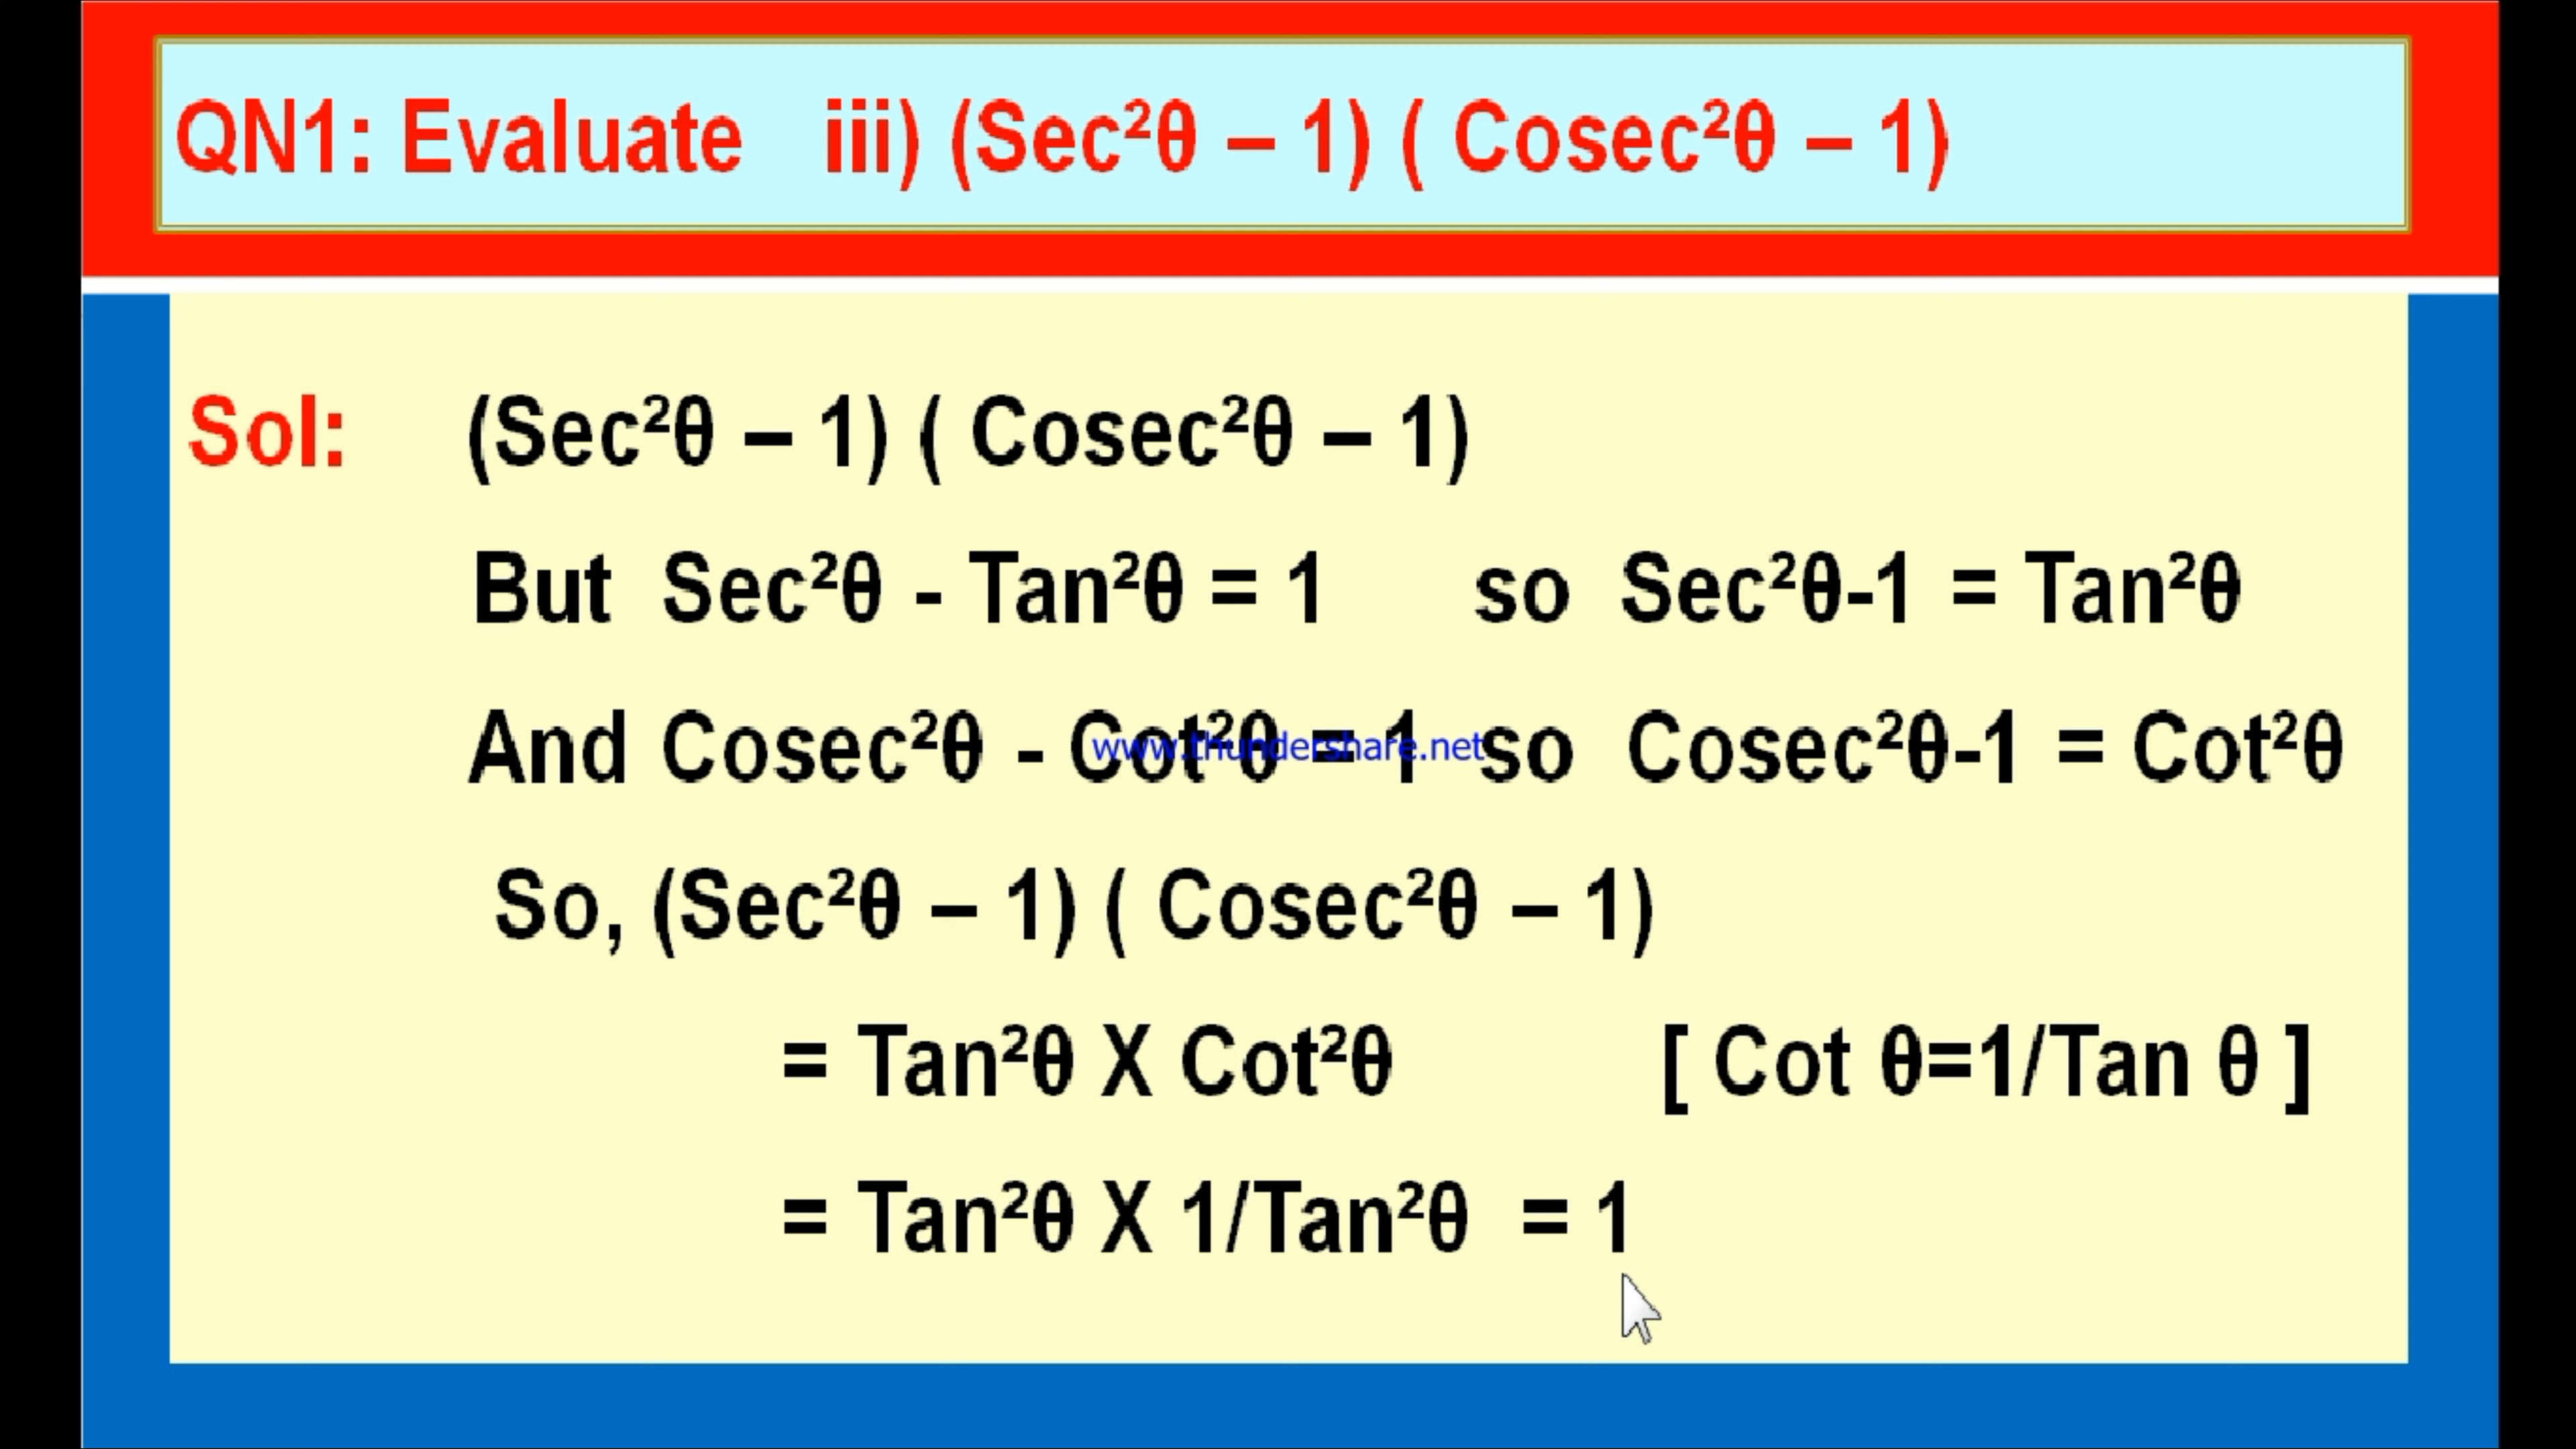 QN1: Evaluate iii) (Sec²θ – 1) ( Cosec²θ – 1)
Sol: (Sec²θ – 1) ( Cosec²θ – 1)
But Sec²θ - Tan²θ = 1 so Sec²θ-1 = Tan²θ
And Cosec²θ - Cot²θ = 1 so Cosec²θ-1 = Cot²θ
www.thundershare.net
So, (Sec²θ – 1) ( Cosec²θ – 1)
= Tan²θ X Cot²θ [ Cot θ=1/Tan θ ]
= Tan²θ X 1/Tan²θ = 1